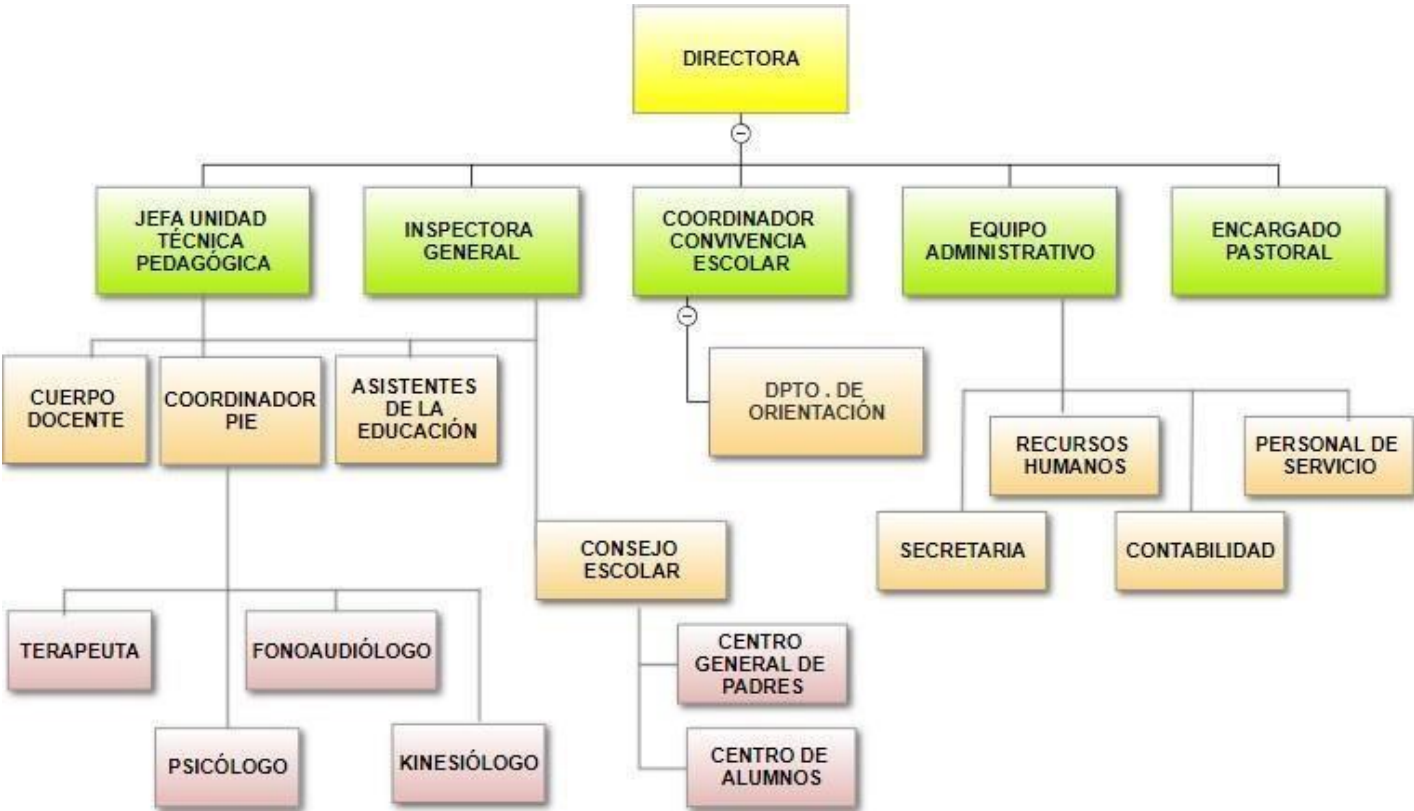 DIRECTORA
JEFA UNIDAD
TÉCNICA
PEDAGÓGICA
INSPECTORA
GENERAL
COORDINADOR
CONVIVENCIA
ESCOLAR
EQUIPO
ADMINISTRATIVO
ENCARGADO
PASTORAL
CUERPO
DOCENTE
COORDINADOR
PIE
ASISTENTES
DE LA
EDUCACIÓN
DPTO . DE
ORIENTACIÓN
RECURSOS
HUMANOS
PERSONAL DE
SERVICIO
SECRETARIA
CONTABILIDAD
CONSEJO
ESCOLAR
TERAPEUTA
FONOAUDIÓLOGO
CENTRO
GENERAL DE
PADRES
PSICÓLOGO
KINESIÓLOGO
CENTRO DE
ALUMNOS